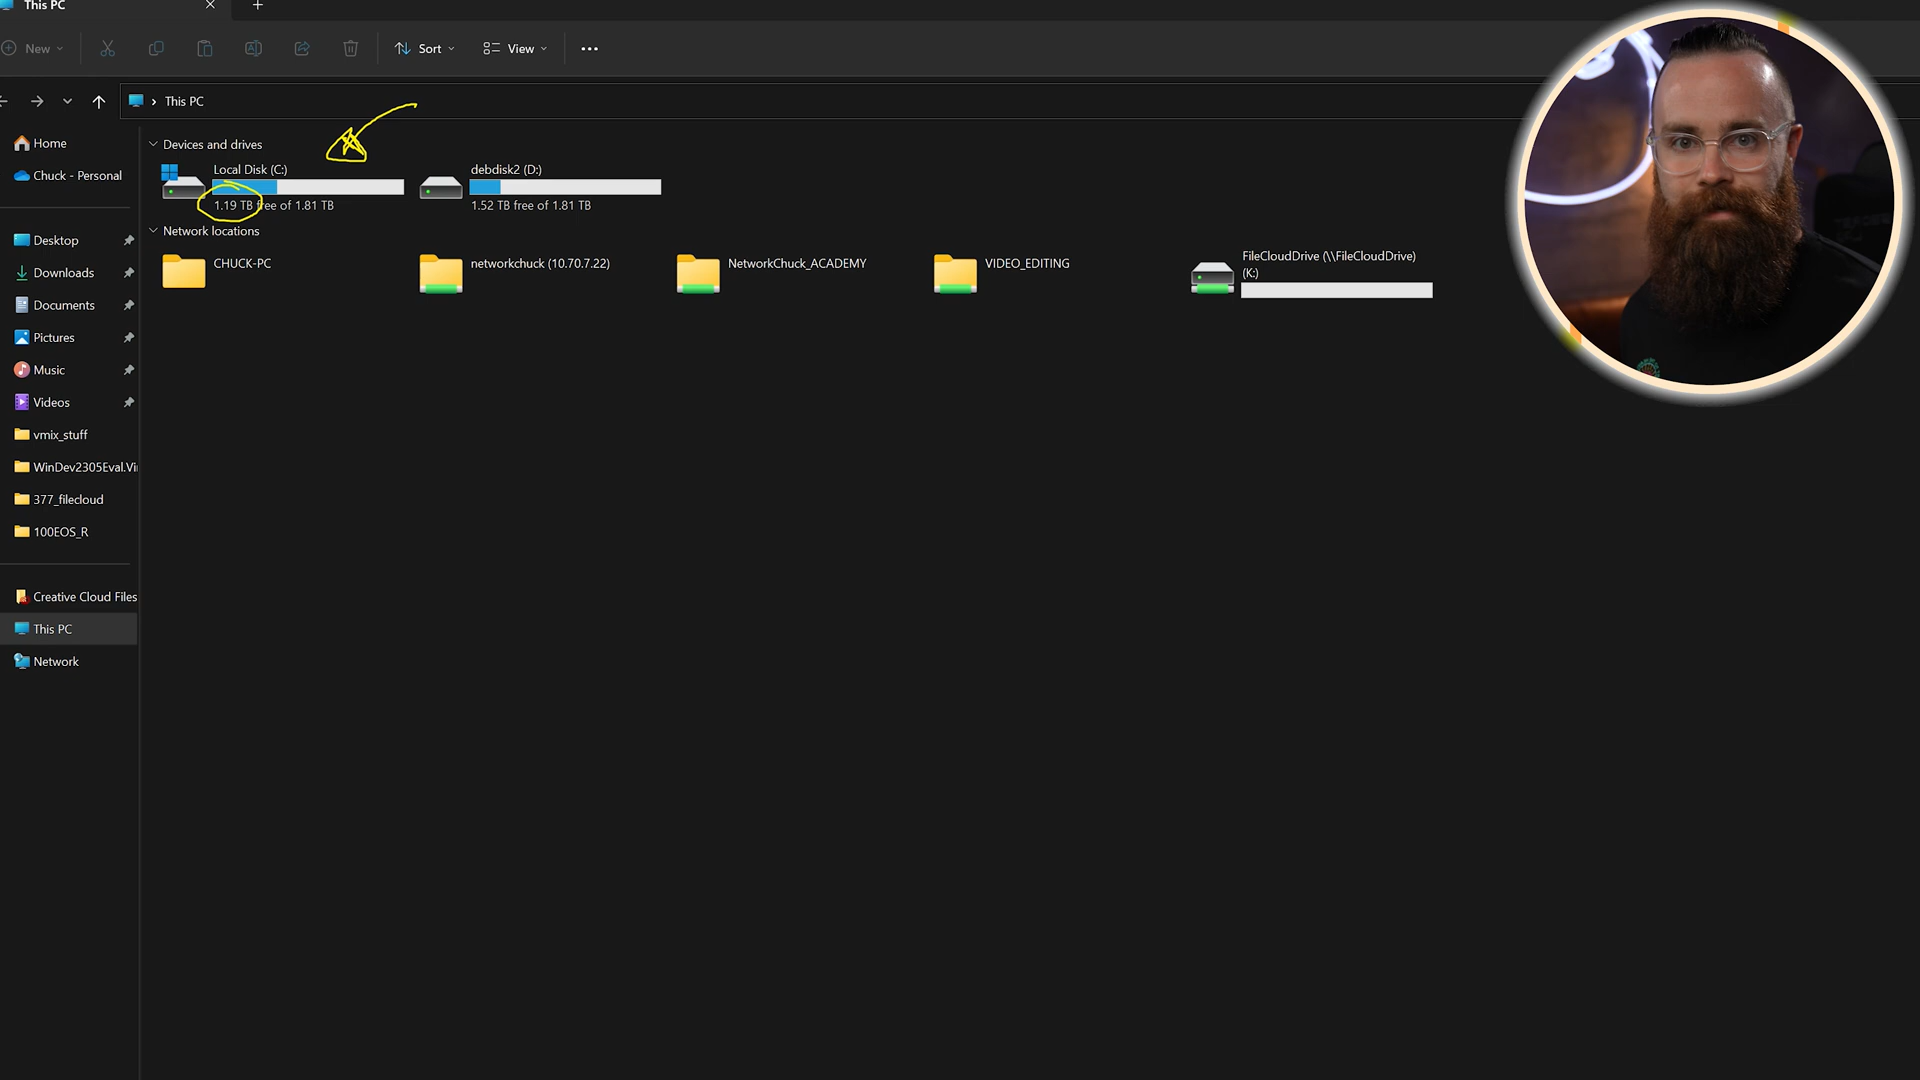 This PC
New
Sort
View
This PC
Home
Chuck - Personal
Desktop
Downloads
Documents
Pictures
Music
Videos
vmix_stuff
WinDev2305Eval.Vi
377_filecloud
100EOS_R
Creative Cloud Files
This PC
Network
Devices and drives
Local Disk (C:)
1.19 TB free of 1.81 TB
debdisk2 (D:)
1.52 TB free of 1.81 TB
Network locations
CHUCK-PC
networkchuck (10.70.7.22)
NetworkChuck_ACADEMY
VIDEO_EDITING
FileCloudDrive (\\FileCloudDrive)
(K:)